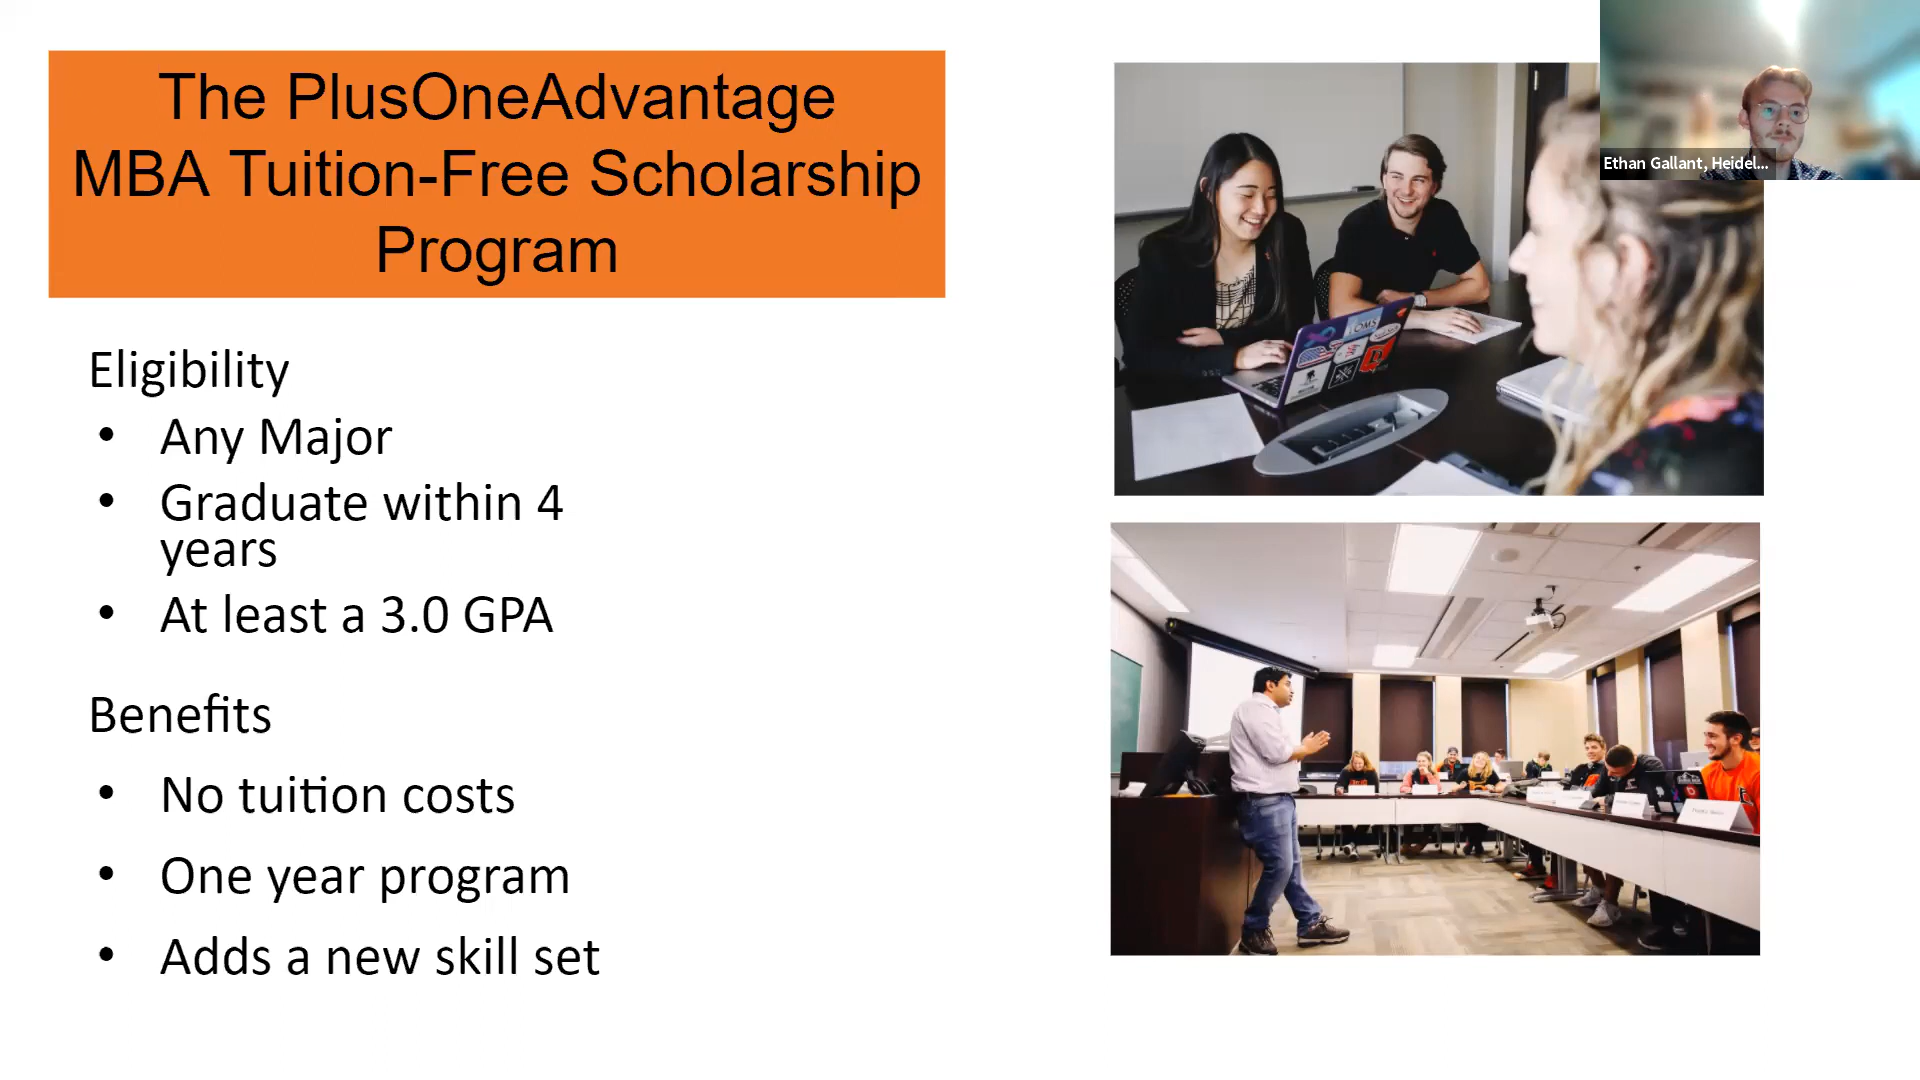 The PlusOneAdvantage
MBA Tuition-Free Scholarship
Program
Ethan Gallant, Heidel...
Eligibility
• Any Major
• Graduate within 4
years
• At least a 3.0 GPA
Benefits
• No tuition costs
• One year program
• Adds a new skill set